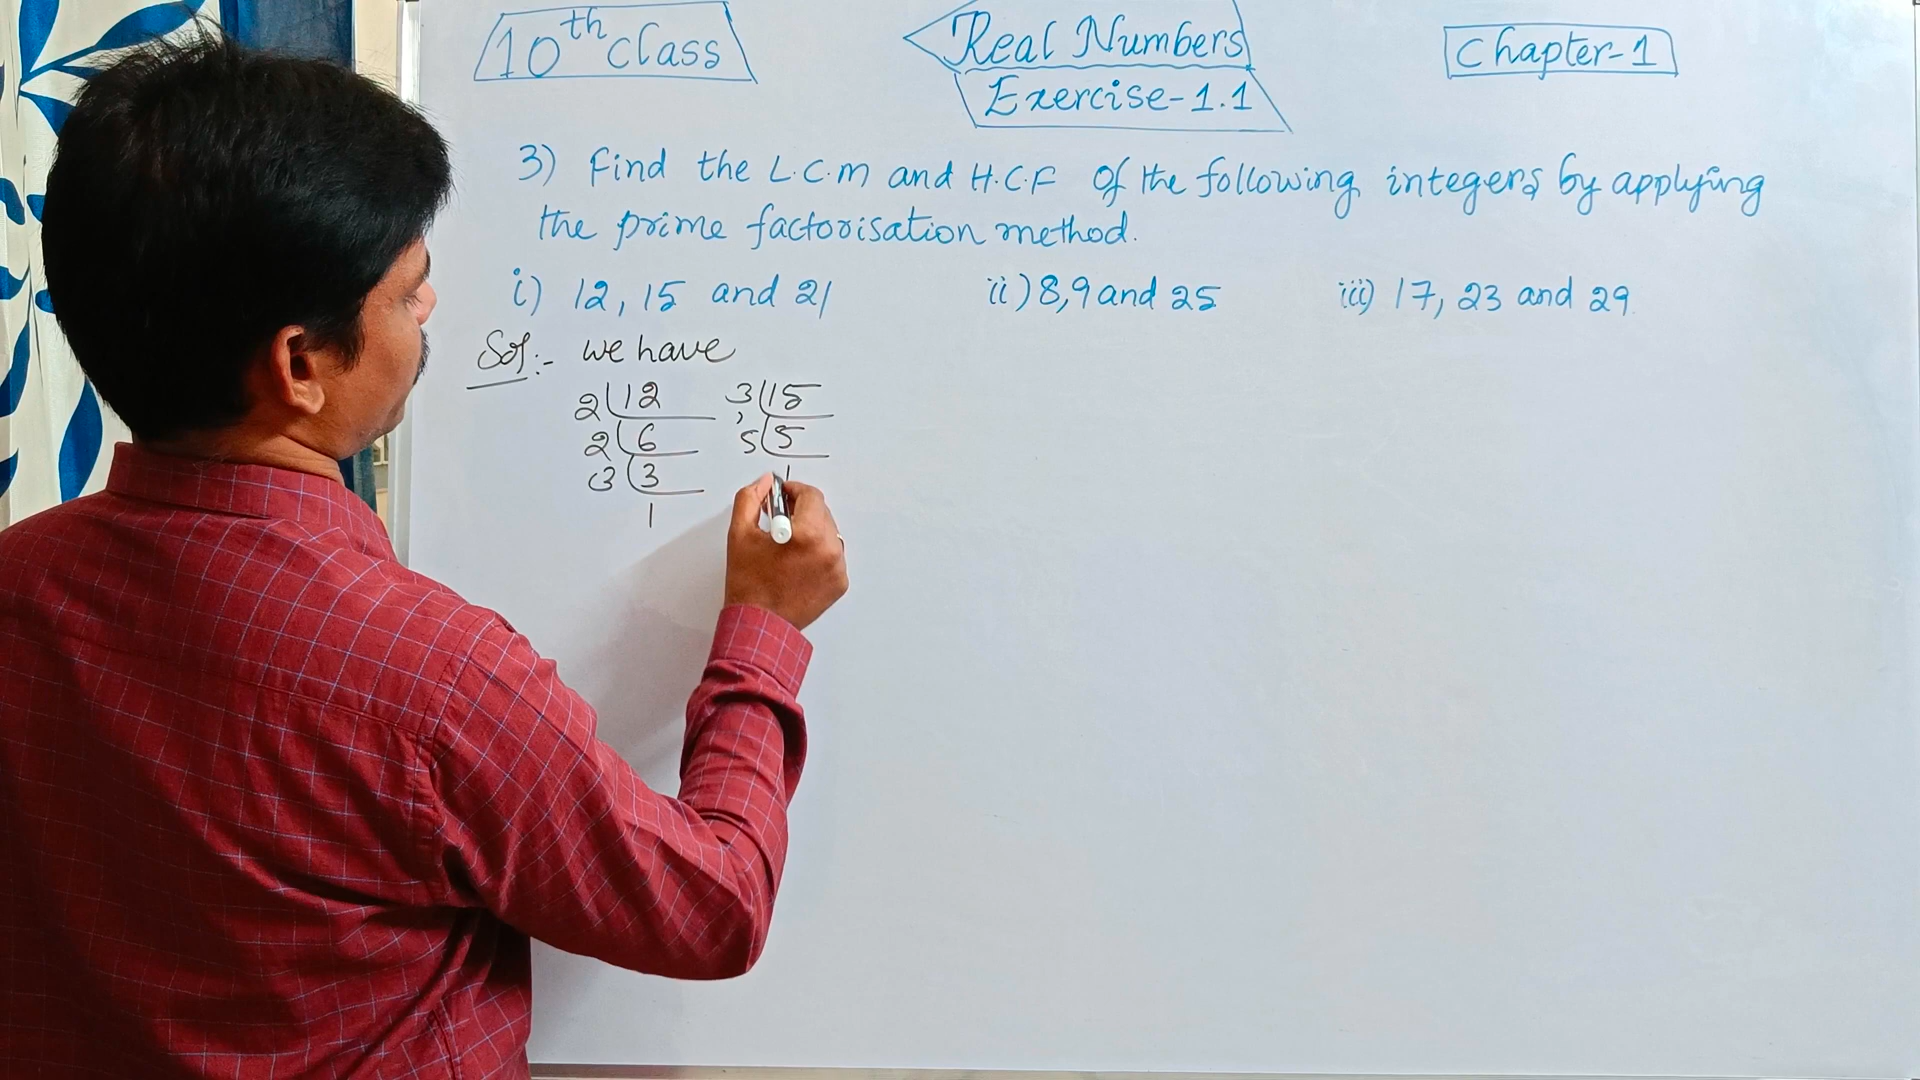 10th class
Real Numbers
Chapter-1
Exercise-1.1
3) Find the L.C.M and H.C.F of the following integers by applying
the prime factorisation method.
i) 12, 15 and 21
ii) 8,9 and 25
iii) 17, 23 and 29
Sol:- we have
2 12
3 15
2 6
5 5
3 3
1
1